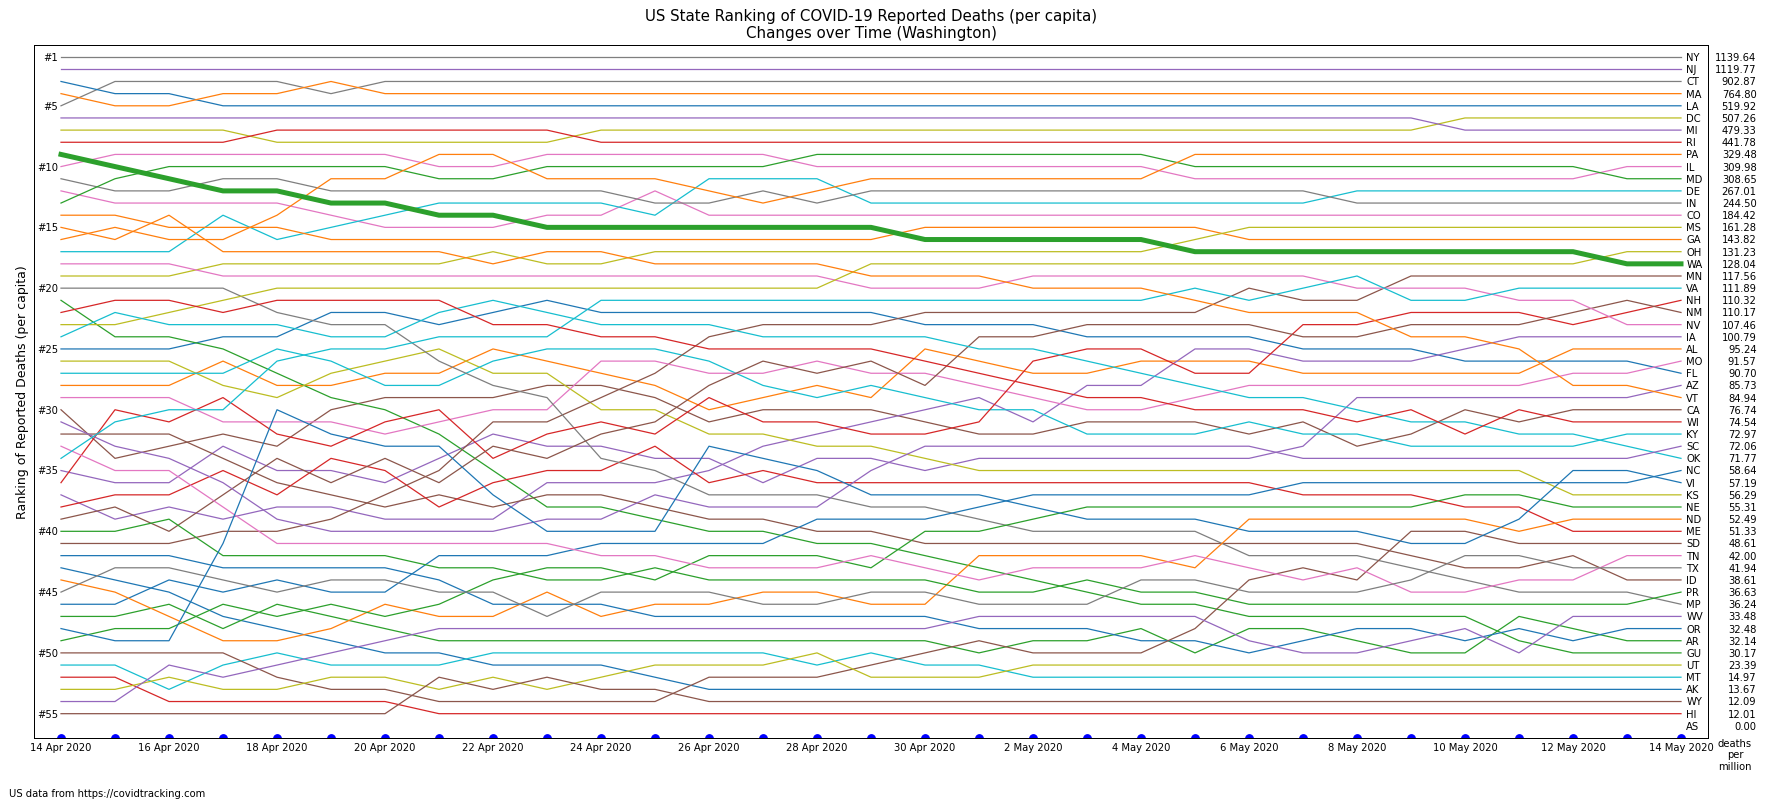 US State Ranking of COVID-19 Reported Deaths (per capita)
Changes over Time (Washington)
Ranking of Reported Deaths (per capita)
#1
#5
#10
#15
#20
#25
#30
#35
#40
#45
#50
#55
NY 1139.64
NJ 1119.77
CT 902.87
MA 764.80
LA 519.92
DC 507.26
MI 479.33
RI 441.78
PA 329.48
IL 309.98
MD 308.65
DE 267.01
IN 244.50
CO 184.42
MS 161.28
GA 143.82
OH 131.23
WA 128.04
MN 117.56
VA 111.89
NH 110.32
NM 110.17
NV 107.46
IA 100.79
AL 95.24
MO 91.57
FL 90.70
AZ 85.73
VT 84.94
CA 76.74
WI 74.54
KY 72.97
SC 72.06
OK 71.77
NC 58.64
VI 57.19
KS 56.29
NE 55.31
ND 52.49
ME 51.33
SD 48.61
TN 42.00
TX 41.94
ID 38.61
PR 36.63
MP 36.24
WV 33.48
OR 32.48
AR 32.14
GU 30.17
UT 23.39
MT 14.97
AK 13.67
WY 12.09
HI 12.01
AS 0.00
14 Apr 2020 16 Apr 2020 18 Apr 2020 20 Apr 2020 22 Apr 2020 24 Apr 2020 26 Apr 2020 28 Apr 2020 30 Apr 2020 2 May 2020 4 May 2020 6 May 2020 8 May 2020 10 May 2020 12 May 2020 14 May 2020
deaths
per
million
US data from https://covidtracking.com